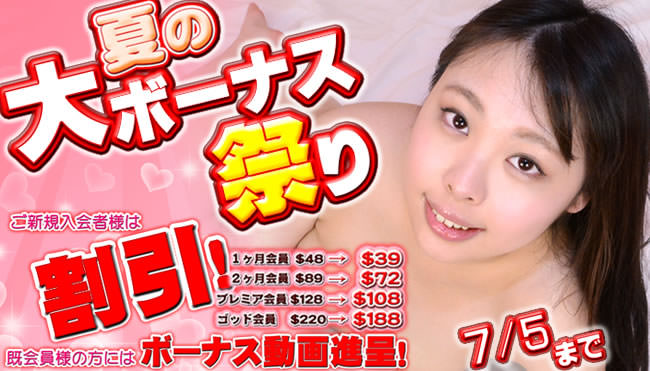 夏の
大ボーナス
祭り
ご新規入会者様は
割引!
1ヶ月会員 $48 → $39
2ヶ月会員 $89 → $72
プレミア会員 $128 → $108
ゴッド会員 $220 → $188
既会員様の方には ボーナス動画進呈!
7/5まで